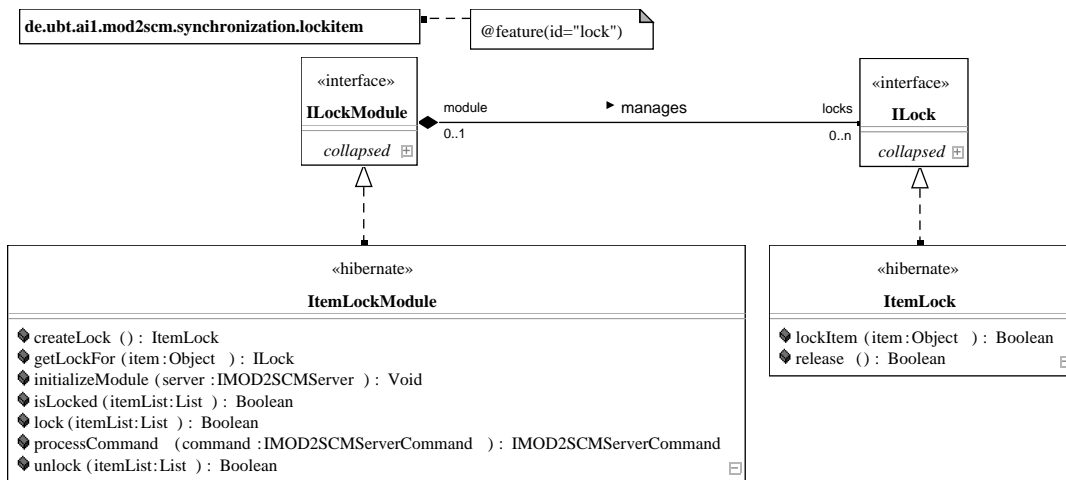 de.ubt.ai1.mod2scm.synchronization.lockitem
@feature(id="lock")
«interface»
ILockModule
collapsed
module
0..1
manages
locks
0..n
«interface»
ILock
collapsed
«hibernate»
ItemLockModule
createLock (): ItemLock
getLockFor (item:Object ): ILock
initializeModule (server :IMOD2SCMServer ): Void
isLocked (itemList:List ): Boolean
lock (itemList:List ): Boolean
processCommand (command :IMOD2SCMServerCommand ): IMOD2SCMServerCommand
unlock (itemList:List ): Boolean
«hibernate»
ItemLock
lockItem (item:Object ): Boolean
release (): Boolean